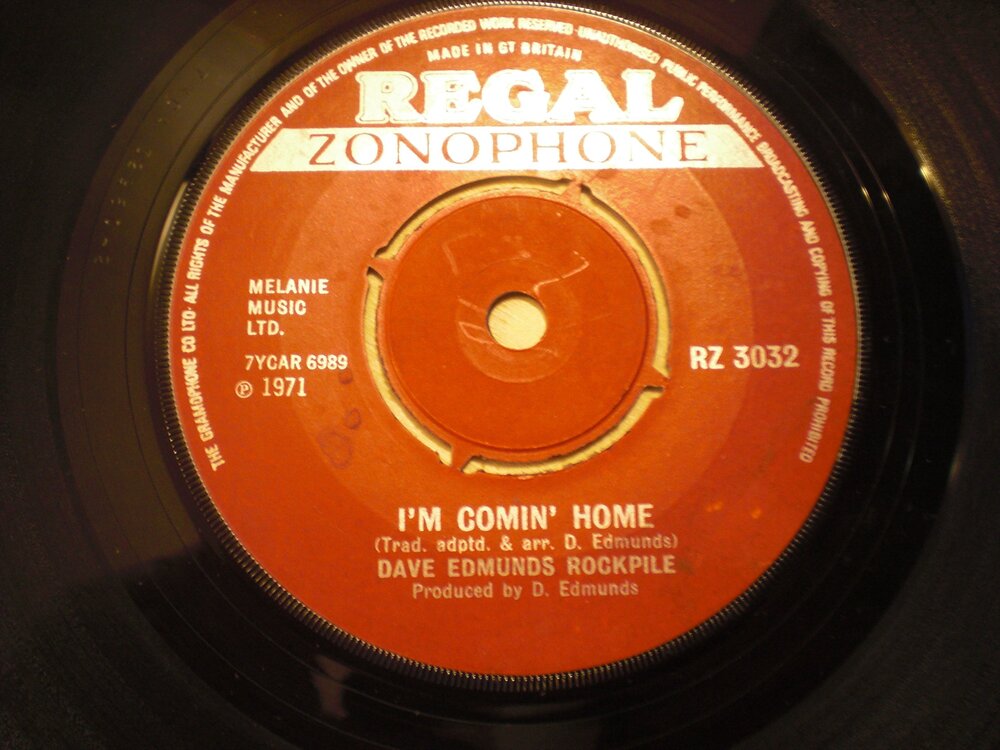 THE GRAMOPHONE CO LTD· ALL RIGHTS OF THE MANUFACTURER AND OF THE OWNER OF THE RECORDED WORK RESERVED·UNAUTHORISED PUBLIC PERFORMANCE BROADCASTING AND COPYING OF THIS RECORD PROHIBITED
MADE IN GT BRITAIN
REGAL
ZONOPHONE
MELANIE
MUSIC
LTD.
7YCAR 6989
℗ 1971
RZ 3032
I'M COMIN' HOME
(Trad. adptd. & arr. D. Edmunds)
DAVE EDMUNDS ROCKPILE
Produced by D. Edmunds